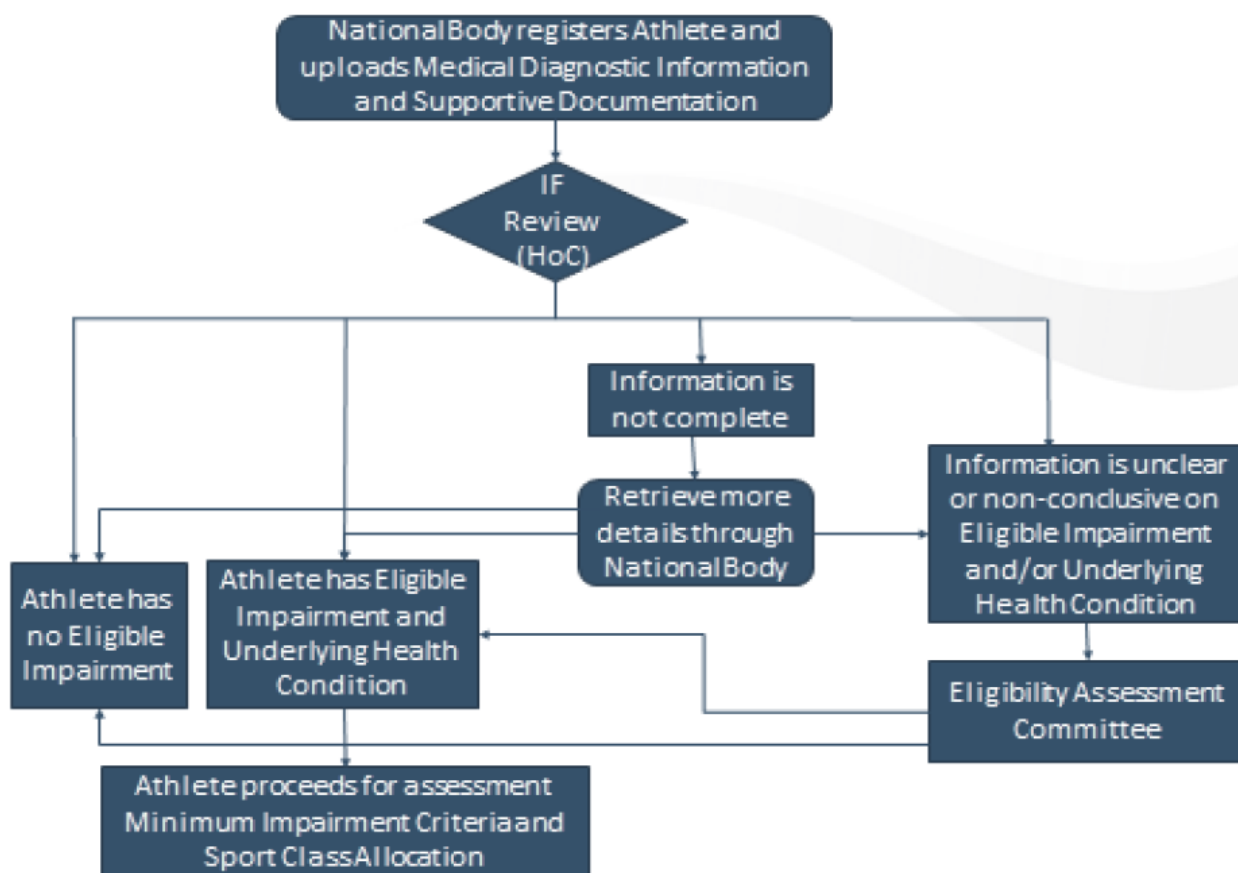 National Body registers Athlete and
uploads Medical Diagnostic Information
and Supportive Documentation
IF
Review
(HoC)
Information is
not complete
Retrieve more
details through
National Body
Information is unclear
or non-conclusive on
Eligible Impairment
and/or Underlying
Health Condition
Athlete has
no Eligible
Impairment
Athlete has Eligible
Impairment and
Underlying Health
Condition
Eligibility Assessment
Committee
Athlete proceeds for assessment
Minimum Impairment Criteria and
Sport Class Allocation